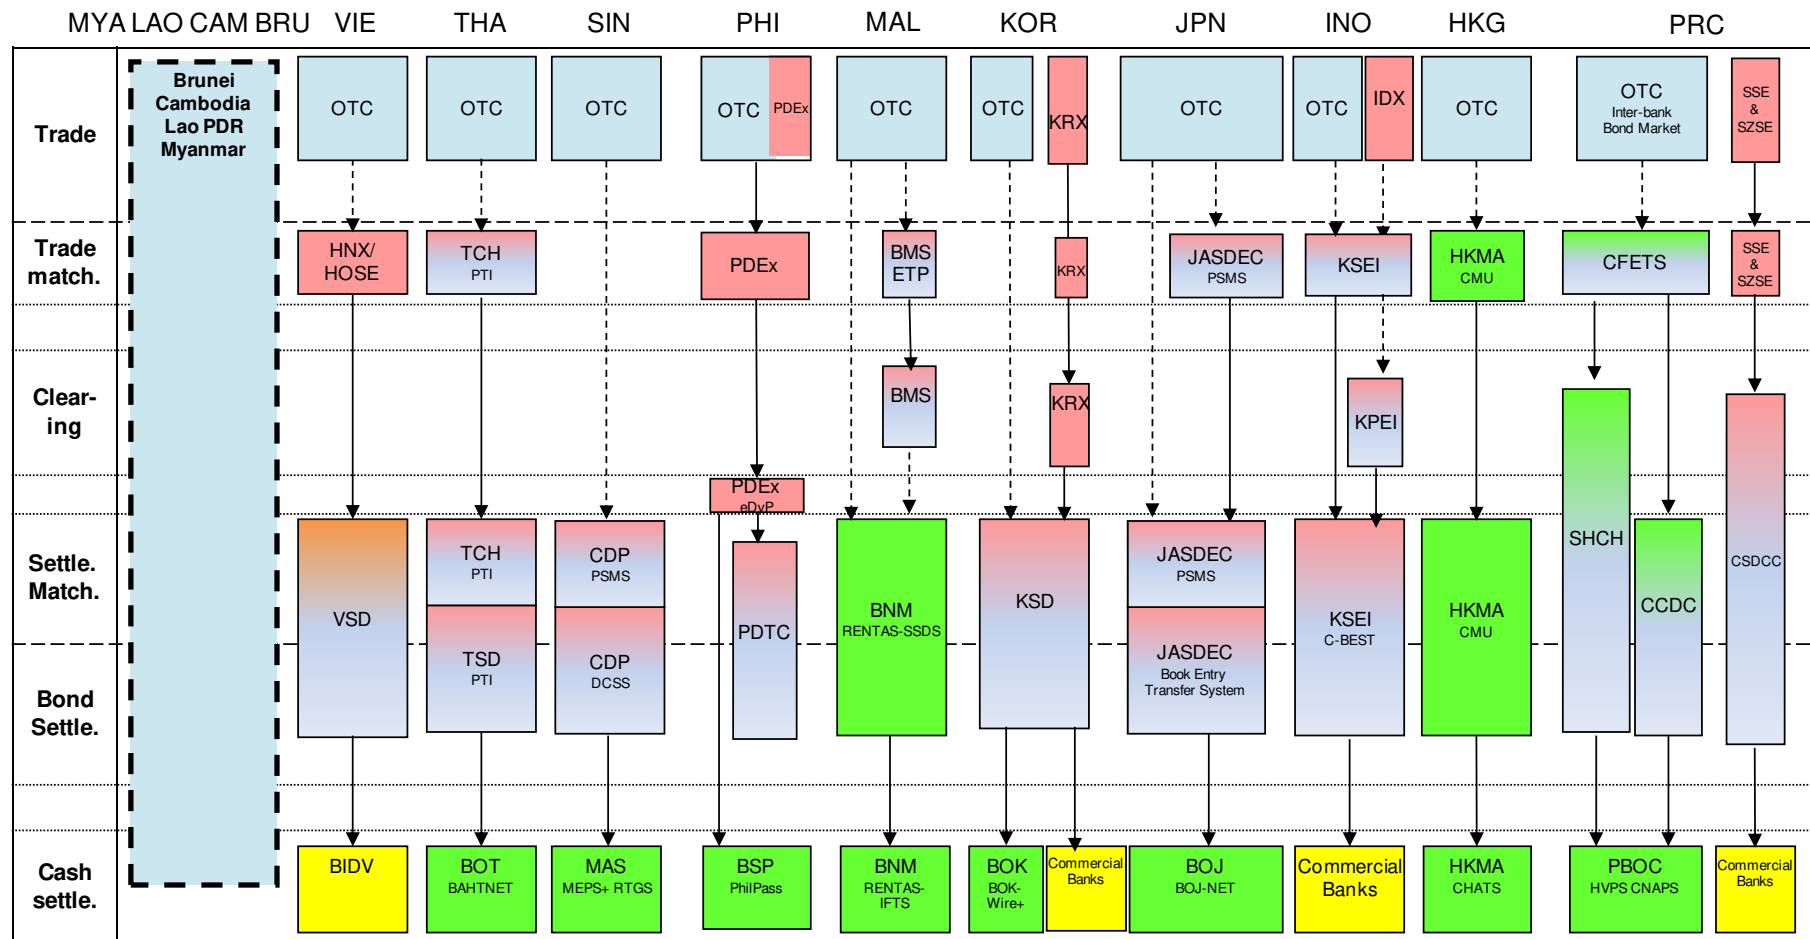 MYA LAO CAM BRU VIE THA SIN PHI MAL KOR JPN INO HKG PRC
Trade
Brunei
Cambodia
Lao PDR
Myanmar
OTC
OTC
OTC
OTC
PDEx
OTC
OTC
KRX
OTC
OTC
IDX
OTC
OTC
Inter-bank
Bond Market
SSE
&
SZSE
Trade
match.
HNX/
HOSE
TCH
PTI
PDEx
BMS
ETP
KRX
JASDEC
PSMS
KSEI
HKMA
CMU
CFETS
SSE
&
SZSE
Clear-
ing
BMS
KRX
KPEI
PDEx
eDvP
Settle.
Match.
VSD
TCH
PTI
CDP
PSMS
PDTC
BNM
RENTAS-SSDS
KSD
JASDEC
PSMS
KSEI
C-BEST
HKMA
CMU
SHCH
CCDC
CSDCC
Bond
Settle.
TSD
PTI
CDP
DCSS
JASDEC
Book Entry
Transfer System
Cash
settle.
BIDV
BOT
BAHTNET
MAS
MEPS+ RTGS
BSP
PhilPass
BNM
RENTAS-
IFTS
BOK
BOK-
Wire+
Commercial
Banks
BOJ
BOJ-NET
Commercial
Banks
HKMA
CHATS
PBOC
HVPS CNAPS
Commercial
Banks